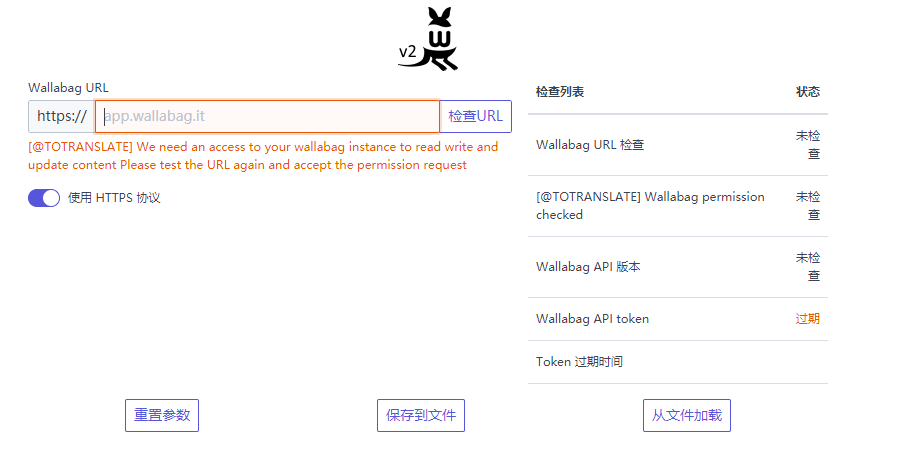 v2
Wallabag URL
https:// app.wallabag.it 检查URL
[@TOTRANSLATE] We need an access to your wallabag instance to read write and
update content Please test the URL again and accept the permission request
使用 HTTPS 协议
检查列表 状态
Wallabag URL 检查 未检
查
[@TOTRANSLATE] Wallabag permission
checked 未检
查
Wallabag API 版本 未检
查
Wallabag API token 过期
Token 过期时间
重置参数 保存到文件 从文件加载